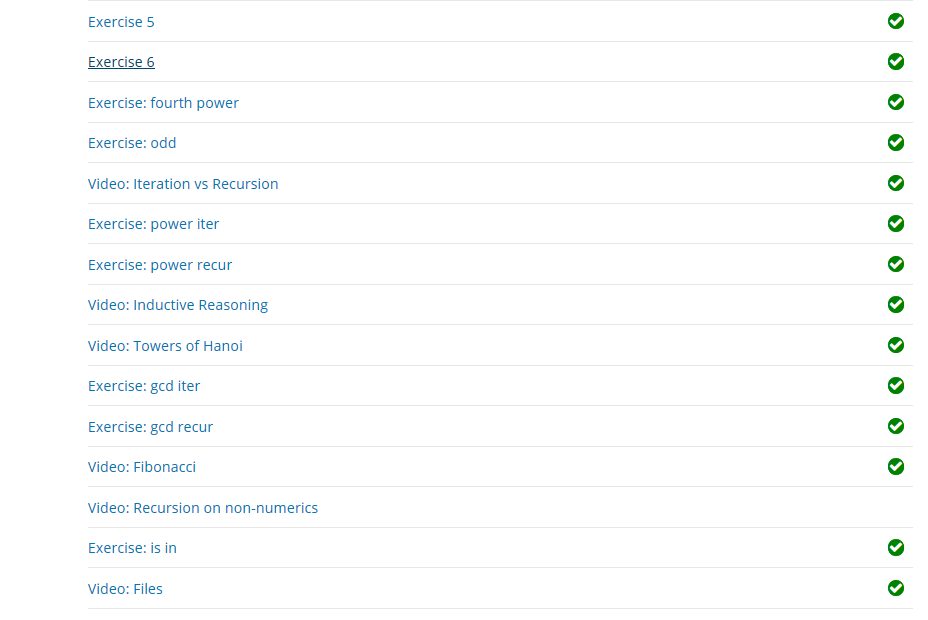 Exercise 5
Exercise 6
Exercise: fourth power
Exercise: odd
Video: Iteration vs Recursion
Exercise: power iter
Exercise: power recur
Video: Inductive Reasoning
Video: Towers of Hanoi
Exercise: gcd iter
Exercise: gcd recur
Video: Fibonacci
Video: Recursion on non-numerics
Exercise: is in
Video: Files